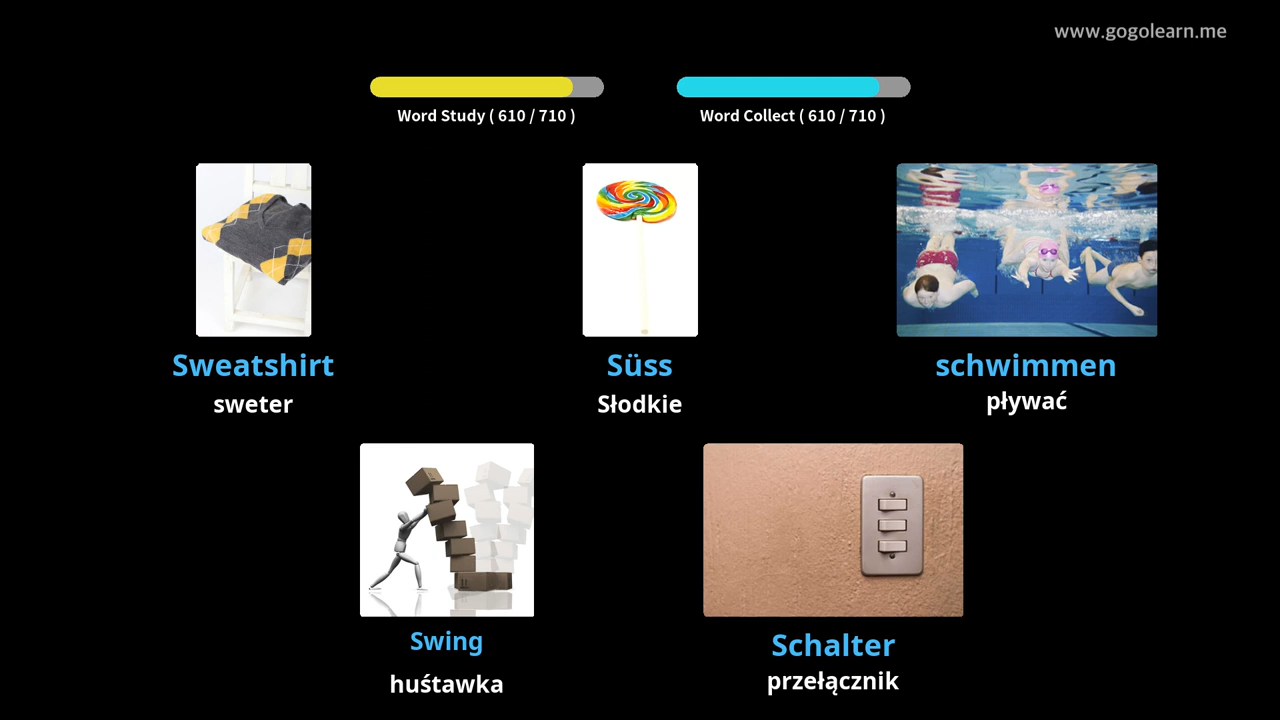 www.gogolearn.me
Word Study ( 610 / 710 )
Word Collect ( 610 / 710 )
Sweatshirt
sweter
Süss
Słodkie
schwimmen
pływać
Swing
huśtawka
Schalter
przełącznik